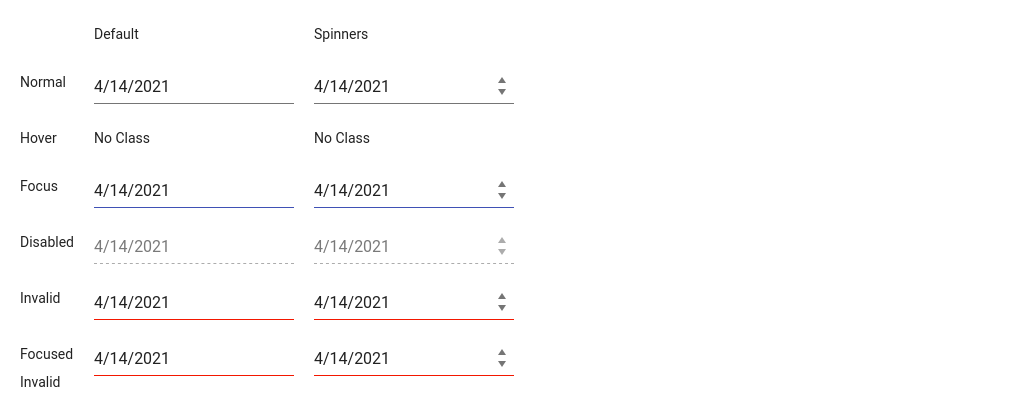 Default Spinners
Normal 4/14/2021 4/14/2021
Hover No Class No Class
Focus 4/14/2021 4/14/2021
Disabled 4/14/2021 4/14/2021
Invalid 4/14/2021 4/14/2021
Focused 4/14/2021 4/14/2021
Invalid